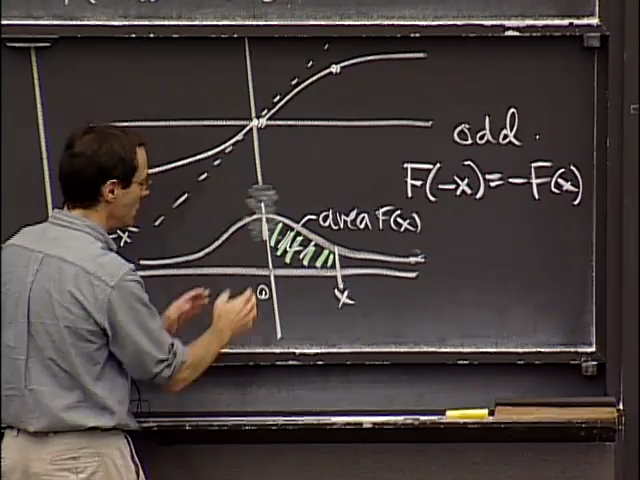 odd.
F(-x)=-F(x)
area F(x)
-x
0
x